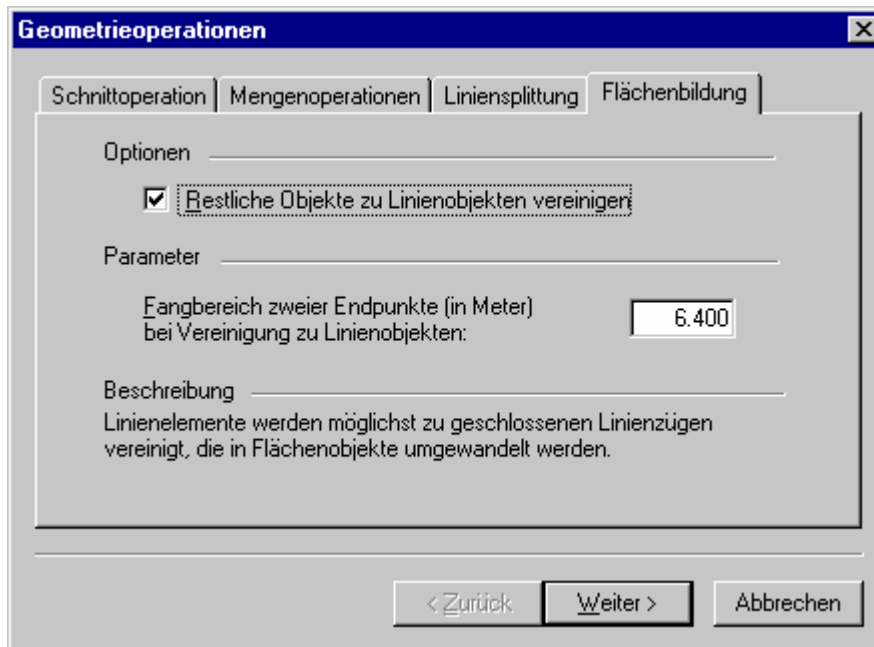 Geometrieoperationen
Schnittoperation Mengenoperationen Liniensplittung Flächenbildung
Optionen
Restliche Objekte zu Linienobjekten vereinigen
Parameter
Fangbereich zweier Endpunkte (in Meter)
bei Vereinigung zu Linienobjekten:
6.400
Beschreibung
Linienelemente werden möglichst zu geschlossenen Linienzügen
vereinigt, die in Flächenobjekte umgewandelt werden.
< Zurück Weiter > Abbrechen